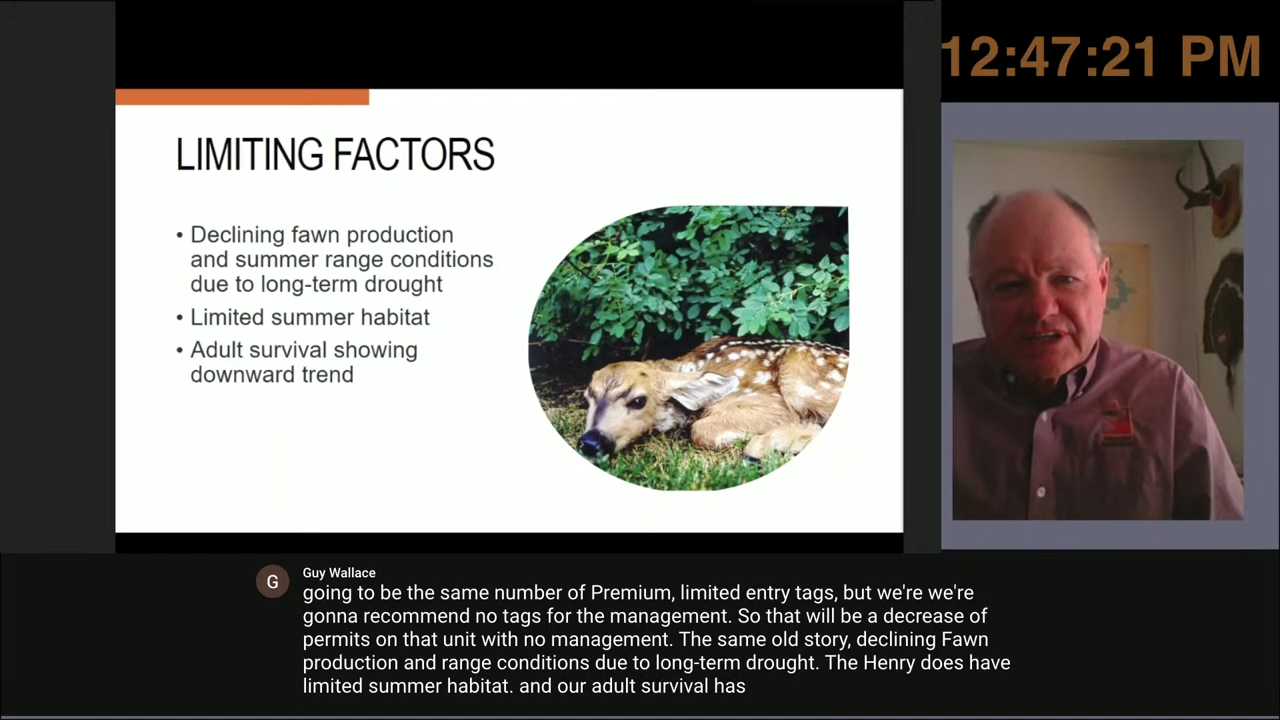 12:47:21 PM
LIMITING FACTORS
• Declining fawn production
and summer range conditions
due to long-term drought
• Limited summer habitat
• Adult survival showing
downward trend
G
Guy Wallace
going to be the same number of Premium, limited entry tags, but we're we're
gonna recommend no tags for the management. So that will be a decrease of
permits on that unit with no management. The same old story, declining Fawn
production and range conditions due to long-term drought. The Henry does have
limited summer habitat. and our adult survival has